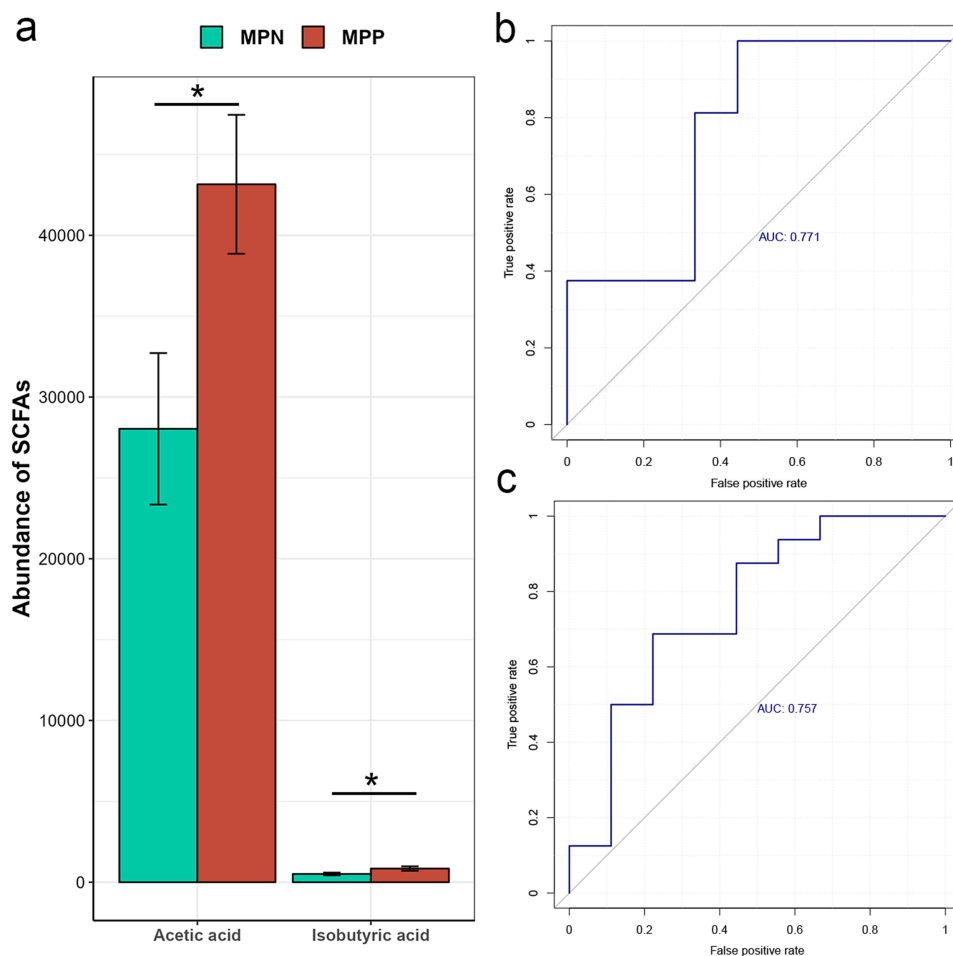 a
MPN MPP
*
*
Abundance of SCFAs
40000
30000
20000
10000
0
Acetic acid Isobutyric acid
b
True positive rate
1
0.8
0.6
0.4
0.2
0
AUC: 0.771
0 0.2 0.4 0.6 0.8 1
False positive rate
c
True positive rate
1
0.8
0.6
0.4
0.2
0
AUC: 0.757
0 0.2 0.4 0.6 0.8 1
False positive rate